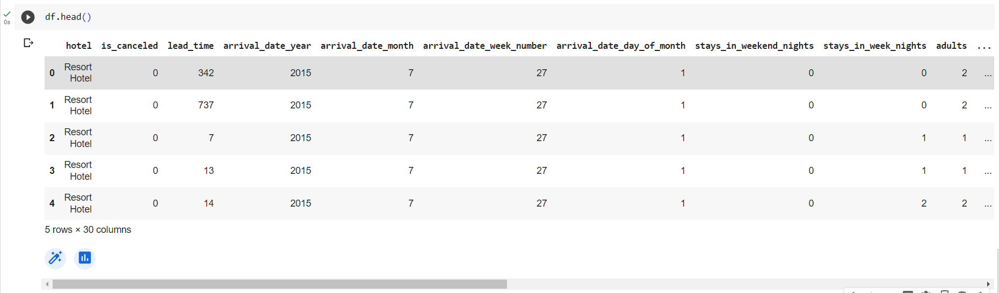 df.head()
0s
hotel is_canceled lead_time arrival_date_year arrival_date_month arrival_date_week_number arrival_date_day_of_month stays_in_weekend_nights stays_in_week_nights adults ...
0 Resort Hotel 0 342 2015 7 27 1 0 0 2 ...
1 Resort Hotel 0 737 2015 7 27 1 0 0 2 ...
2 Resort Hotel 0 7 2015 7 27 1 0 1 1 ...
3 Resort Hotel 0 13 2015 7 27 1 0 1 1 ...
4 Resort Hotel 0 14 2015 7 27 1 0 2 2 ...
5 rows × 30 columns